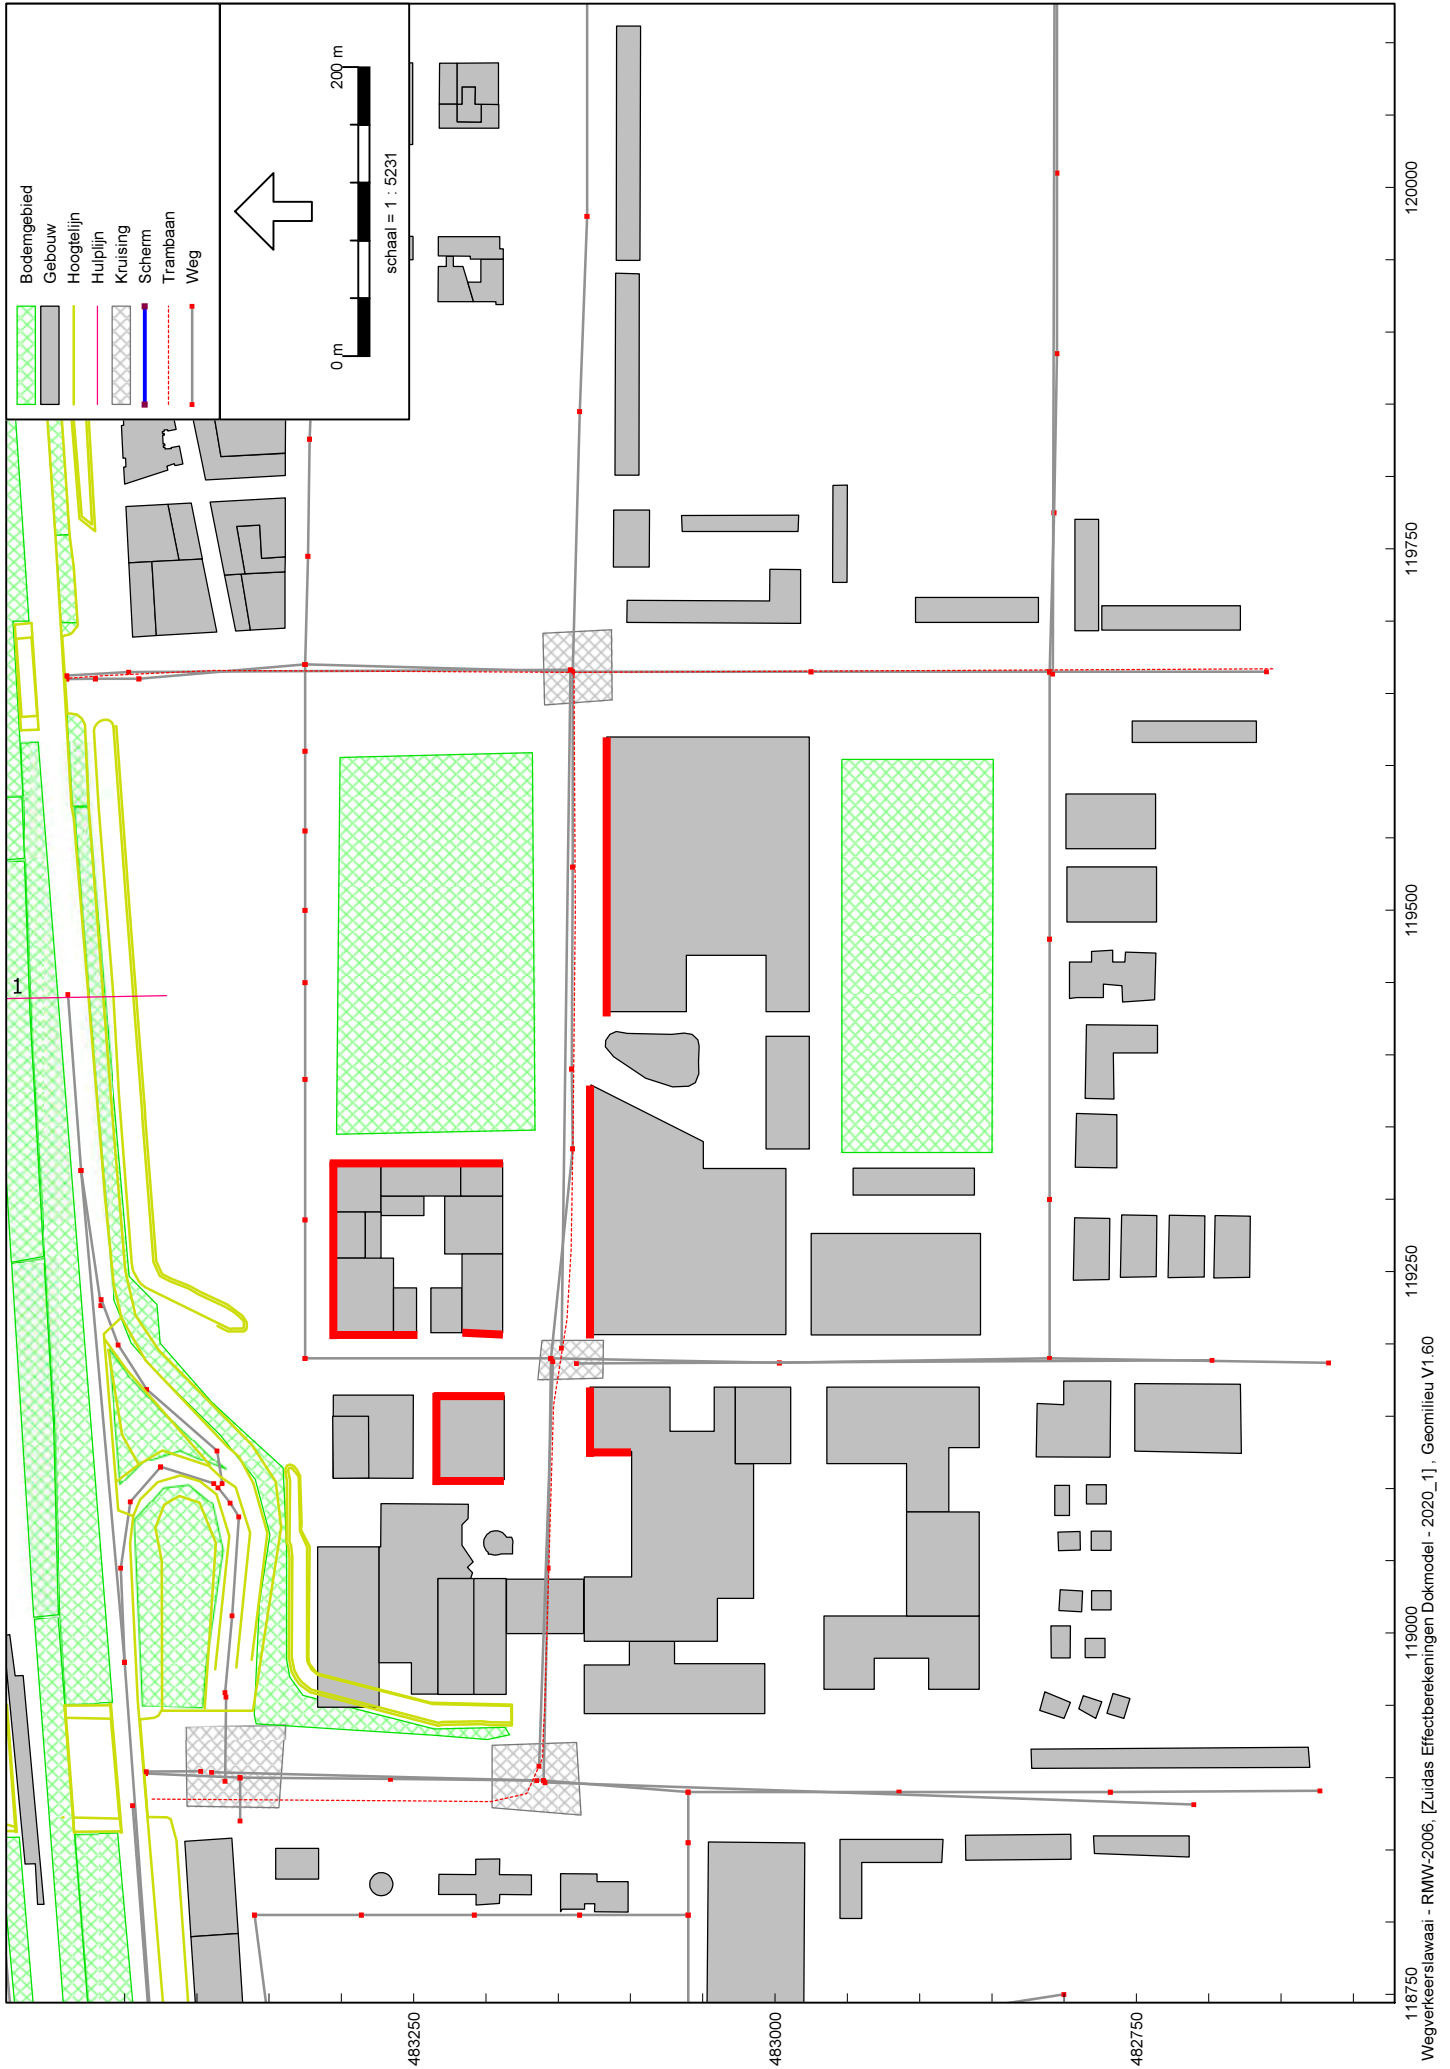 Bodemgebied
Gebouw
Hoogtelijn
Hulplijn
Kruising
Scherm
Trambaan
Weg
0 m
200 m
schaal = 1 : 5231
1
483250
483000
482750
118750
119000
119250
119500
119750
120000
Wegverkeerslawaai - RMW-2006, [Zuidas Effectberekeningen Dokmodel - 2020_1] , Geomilieu V1.60